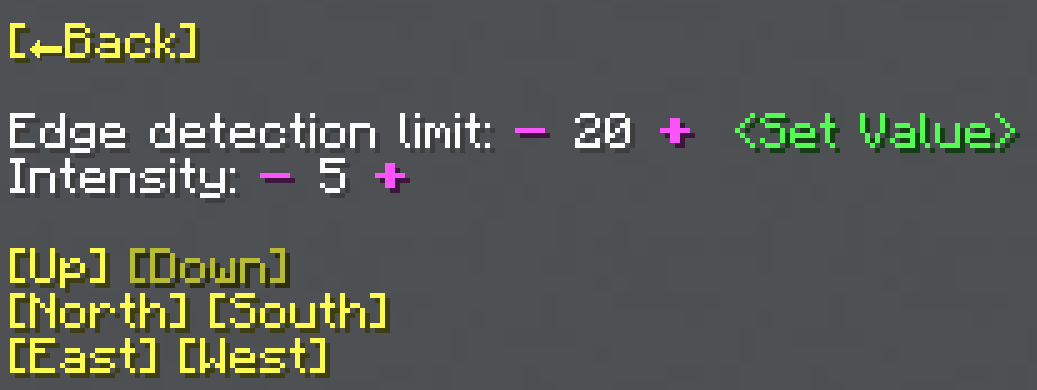 [←Back]
Edge detection limit: - 20 + <Set Value>
Intensity: - 5 +
[Up] [Down]
[North] [South]
[East] [West]